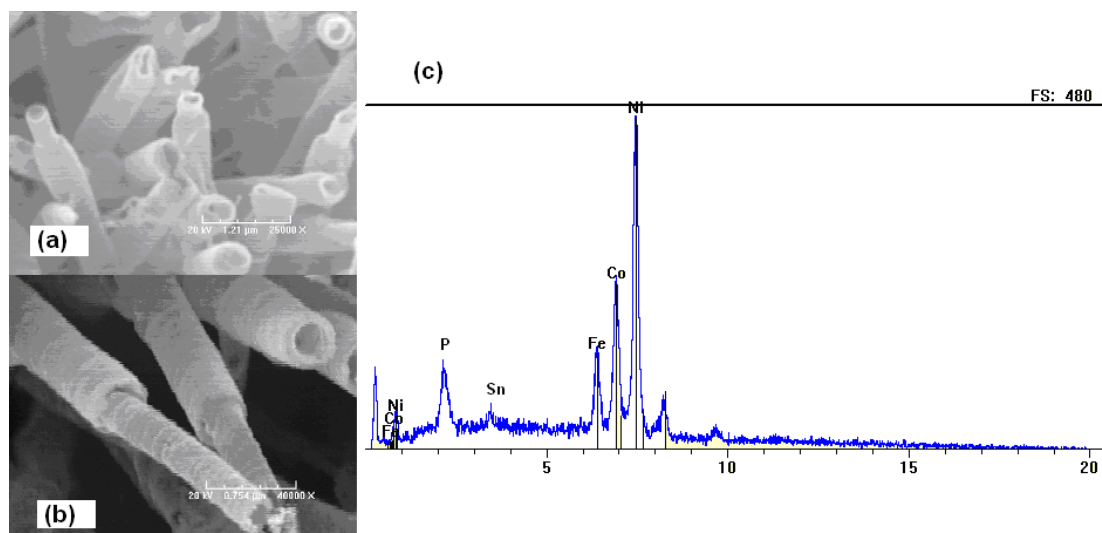 20 kV 1.21 µm 25000 X
(a)
20 kV 0.754 µm 40000 X
(b)
(c)
FS: 480
Ni
Co
Fe
P
Sn
Ni
Co
Fe
5 10 15 20